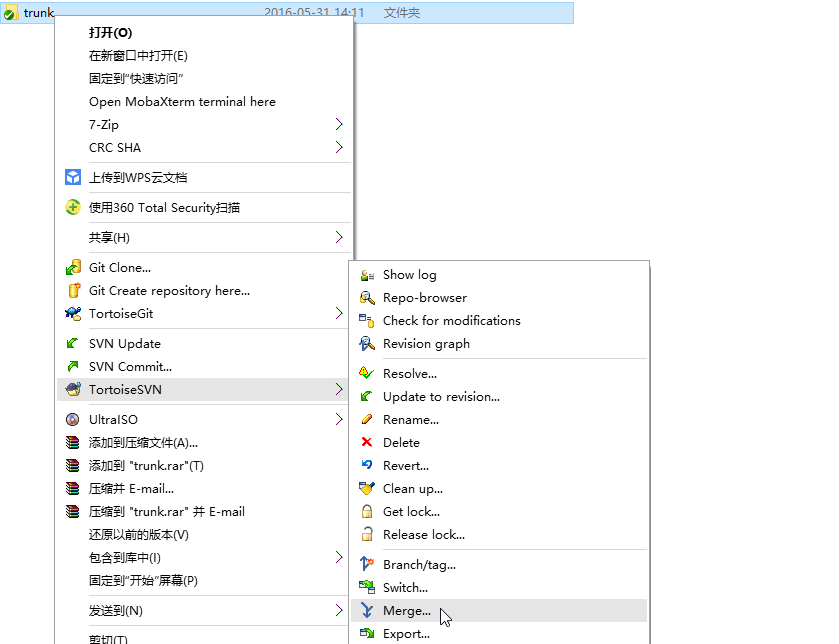 trunk 2016-05-31 14:11 文件夹
打开(O)
在新窗口中打开(E)
固定到“快速访问”
Open MobaXterm terminal here
7-Zip
CRC SHA
上传到WPS云文档
使用360 Total Security扫描
共享(H)
Git Clone...
Git Create repository here...
TortoiseGit
SVN Update
SVN Commit...
TortoiseSVN
UltraISO
添加到压缩文件(A)...
添加到 "trunk.rar"(T)
压缩并 E-mail...
压缩到 "trunk.rar" 并 E-mail
还原以前的版本(V)
包含到库中(I)
固定到“开始”屏幕(P)
发送到(N)
剪切(T)
Show log
Repo-browser
Check for modifications
Revision graph
Resolve...
Update to revision...
Rename...
Delete
Revert...
Clean up...
Get lock...
Release lock...
Branch/tag...
Switch...
Merge...
Export...